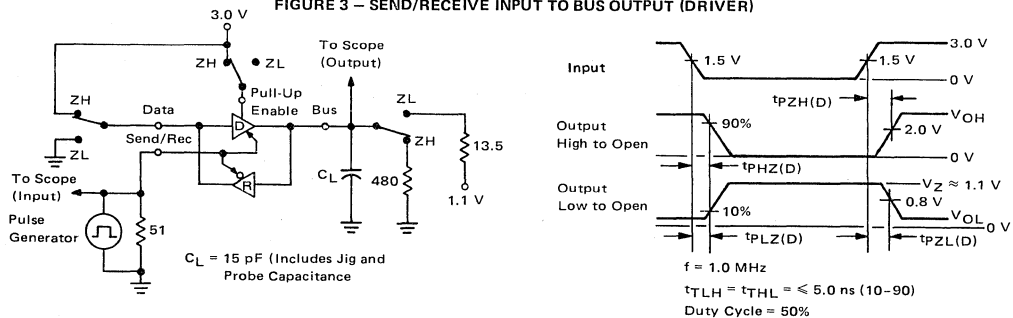 FIGURE 3 – SEND/RECEIVE INPUT TO BUS OUTPUT (DRIVER)
3.0 V
ZH
ZL
To Scope
(Output)
Pull-Up
Enable
ZH
ZL
Data
Send/Rec
D
R
Bus
ZL
ZH
13.5
480
1.1 V
CL
To Scope
(Input)
Pulse
Generator
51
CL = 15 pF (Includes Jig and
Probe Capacitance
Input
1.5 V
1.5 V
3.0 V
0 V
tPZH(D)
Output
High to Open
90%
VOH
2.0 V
0 V
tPHZ(D)
Output
Low to Open
10%
VZ ≈ 1.1 V
0.8 V
VOL
0 V
tPLZ(D)
tPZL(D)
f = 1.0 MHz
tTLH = tTHL = ⩽ 5.0 ns (10-90)
Duty Cycle = 50%